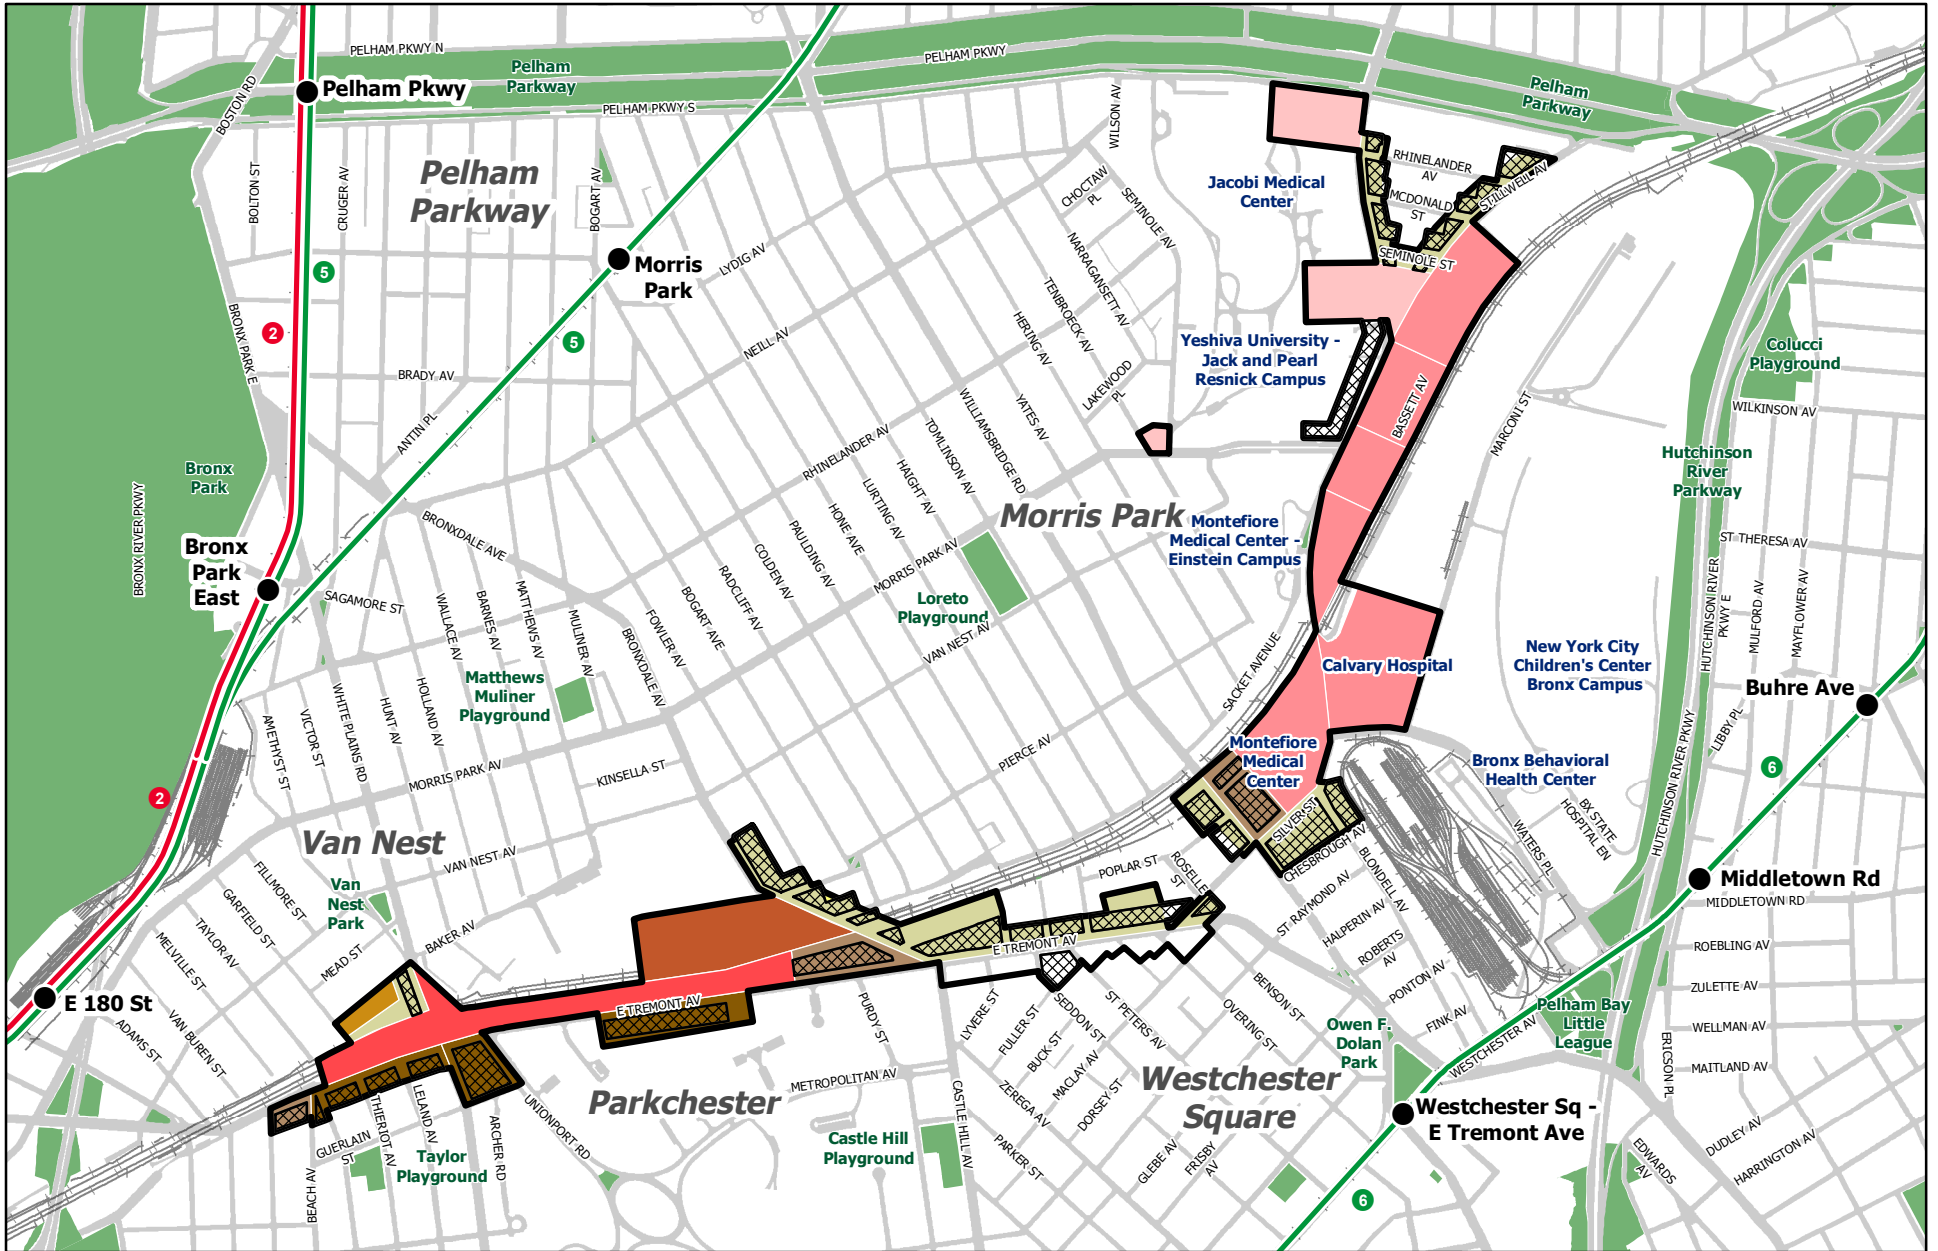 PELHAM PKWY N
PELHAM PKWY
Pelham
Parkway
Pelham Pkwy
BOSTON RD
PELHAM PKWY S
Pelham
Parkway
WILSON AV
Pelham
Parkway
BOLTON ST
CRUGER AV
BOGART AV
RHINELANDER
AV
STILLWELL AV
MCDONALD
ST
Jacobi Medical
Center
CHOCTAW
PL
SEMINOLE AV
SEMINOLE ST
Morris
Park
LYDIG AV
NARRAGANSETT AV
TENBROECK AV
HERING AV
5
2
5
BRONX PARK E
NEILL AV
Yeshiva University -
Jack and Pearl
Resnick Campus
Colucci
Playground
BRADY AV
LAKEWOOD
PL
BASSETT AV
MARCONI ST
WILKINSON AV
ANTIN PL
WILLIAMSBRIDGE RD
YATES AV
TOMLINSON AV
RHINELANDER AV
HAIGHT AV
LURTING AV
HONE AVE
PAULDING AV
COLDEN AV
RADCLIFF AV
BOGART AVE
FOWLER AV
Bronx
Park
BRONX RIVER PKWY
Hutchinson
River
Parkway
Morris Park
Montefiore
Medical Center -
Einstein Campus
BRONXDALE AVE
ST THERESA AV
MORRIS PARK AV
Bronx
Park
East
SAGAMORE ST
WALLACE AV
BARNES AV
MATTHEWS AV
MULINER AV
BRONXDALE AV
Loreto
Playground
VAN NEST AV
HUTCHINSON RIVER
PKWY E
MULFORD AV
MAYFLOWER AV
SACKET AVENUE
Calvary Hospital
New York City
Children's Center
Bronx Campus
Buhre Ave
Matthews
Muliner
Playground
AMETHYST ST
VICTOR ST
WHITE PLAINS RD
HUNT AV
HOLLAND AV
MORRIS PARK AV
KINSELLA ST
PIERCE AV
Montefiore
Medical
Center
Bronx Behavioral
Health Center
LIBBY PL
6
HUTCHINSON RIVER PKWY
2
Van Nest
VAN NEST AV
SILVER ST
CHESBROUGH AV
BLONDELL AV
WATERS PL
BX STATE
HOSPITAL EN
POPLAR ST
ROSELLE
ST
Middletown Rd
MIDDLETOWN RD
FILLMORE ST
GARFIELD ST
TAYLOR AV
MELVILLE ST
Van
Nest
Park
MEAD ST
BAKER AV
E TREMONT AV
ST RAYMOND AV
HALPERIN AV
ROBERTS
AV
PONTON AV
FINK AV
ROEBLING AV
E 180 St
E TREMONT AV
ZULETTE AV
ADAMS ST
VAN BUREN ST
PURDY ST
LYVERE ST
FULLER ST
BUCK ST
SEDDON ST
MACLAY AV
ST PETERS AV
OVERING ST
BENSON ST
Owen F.
Dolan
Park
WESTCHESTER AV
Pelham Bay
Little
League
WELLMAN AV
ERICSON PL
MAITLAND AV
METROPOLITAN AV
Parkchester
CASTLE HILL AV
ZEREGA AV
DORSEY ST
Westchester
Square
Westchester Sq -
E Tremont Ave
THIERIOT AV
LELAND AV
ARCHER RD
UNIONPORT RD
GUERLAIN
ST
BEACH AV
Taylor
Playground
Castle Hill
Playground
PARKER ST
GLEBE AV
FRISBY
AV
EDWARDS
AV
DUDLEY AV
HARRINGTON AV
6